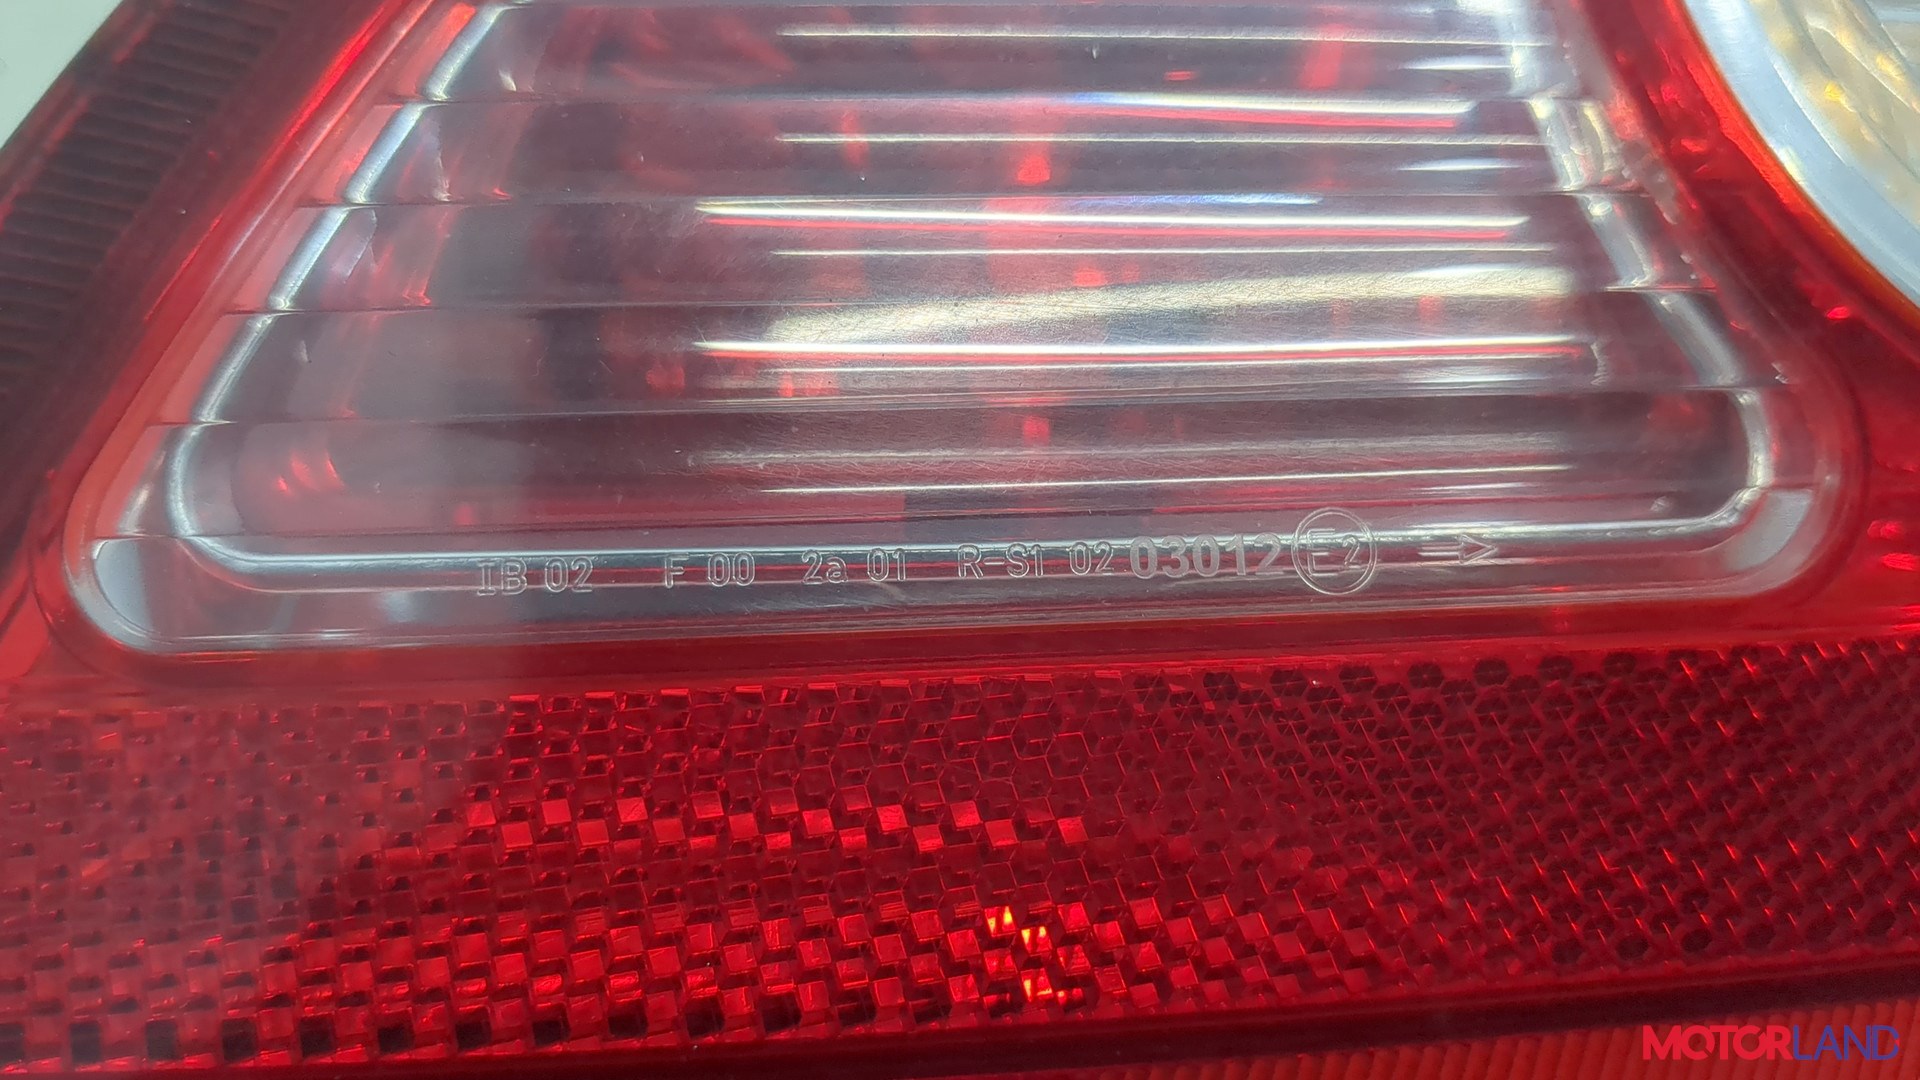 IB 02 F 00 2a 01 R-S1 02 03012 E2 ⇒
MOTORLAND